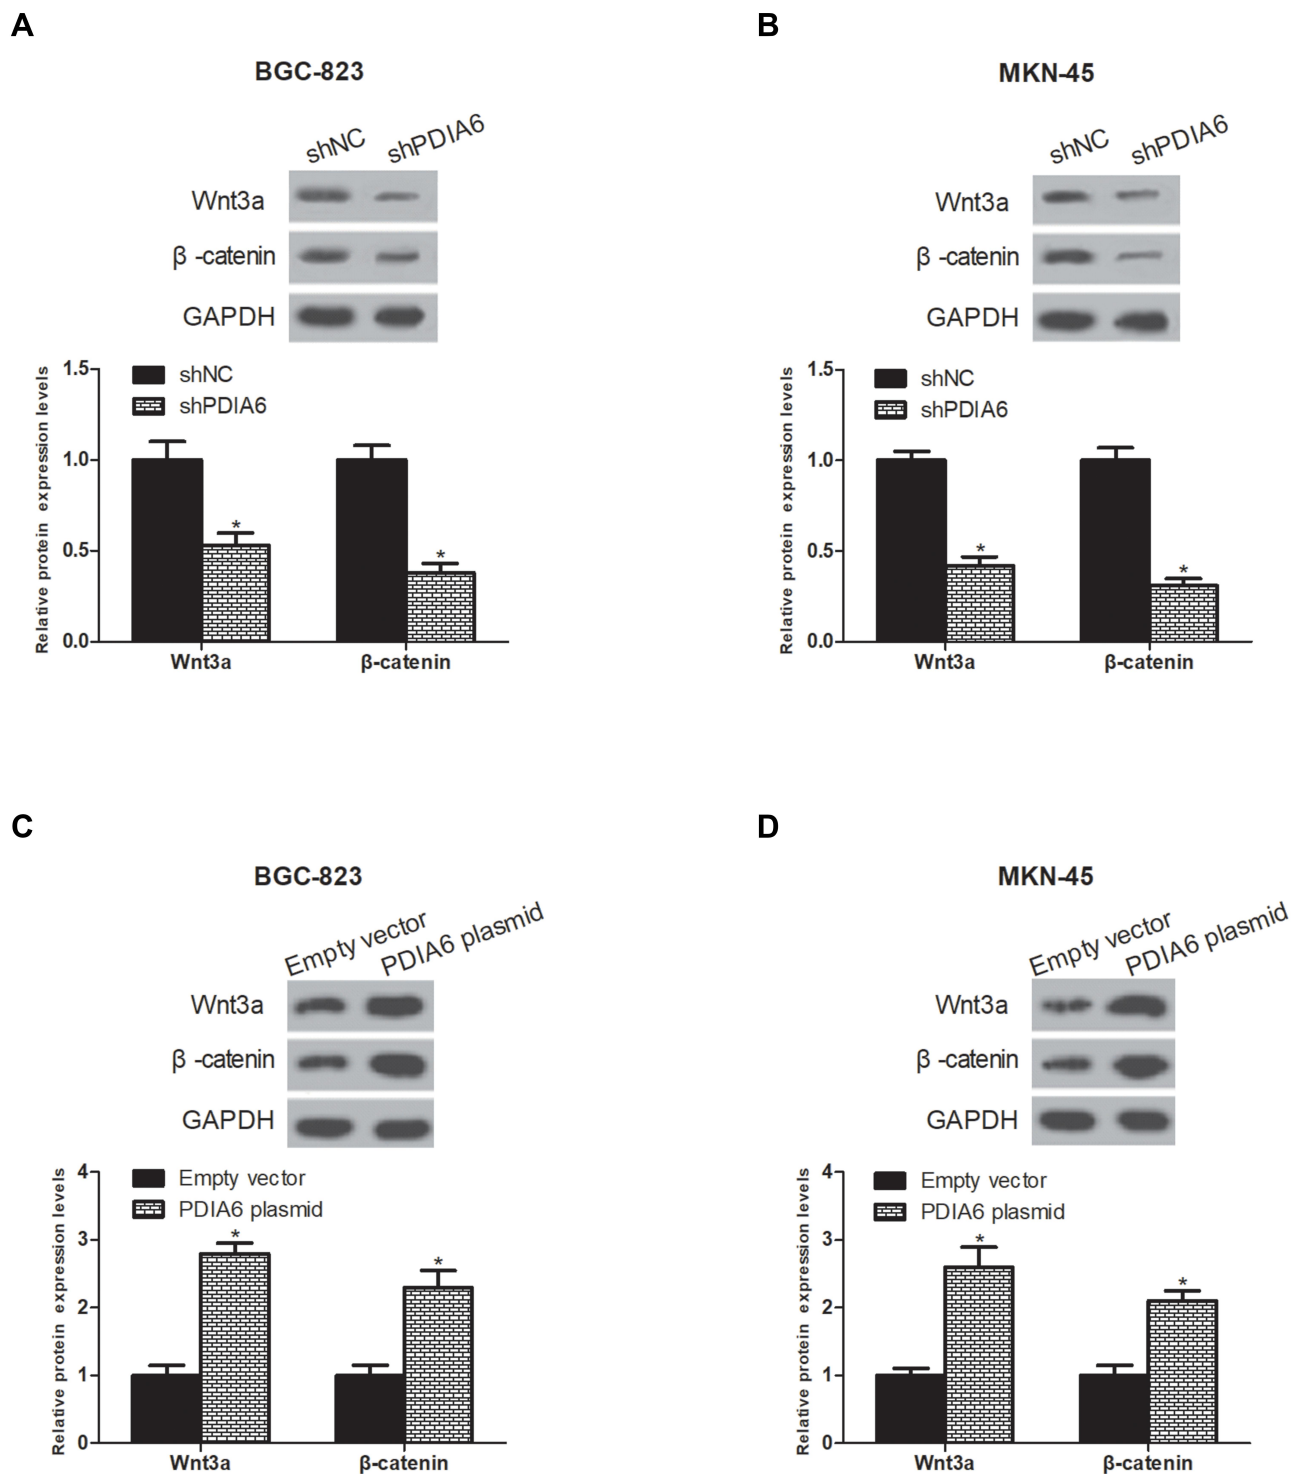 A
BGC-823
shNC shPDIA6
Wnt3a
β -catenin
GAPDH
Relative protein expression levels
1.5
1.0
0.5
0.0
shNC
shPDIA6
*
*
Wnt3a β-catenin
B
MKN-45
shNC shPDIA6
Wnt3a
β -catenin
GAPDH
Relative protein expression levels
1.5
1.0
0.5
0.0
shNC
shPDIA6
*
*
Wnt3a β-catenin
C
BGC-823
Empty vector PDIA6 plasmid
Wnt3a
β -catenin
GAPDH
Relative protein expression levels
4
3
2
1
0
Empty vector
PDIA6 plasmid
*
*
Wnt3a β-catenin
D
MKN-45
Empty vector PDIA6 plasmid
Wnt3a
β -catenin
GAPDH
Relative protein expression levels
4
3
2
1
0
Empty vector
PDIA6 plasmid
*
*
Wnt3a β-catenin